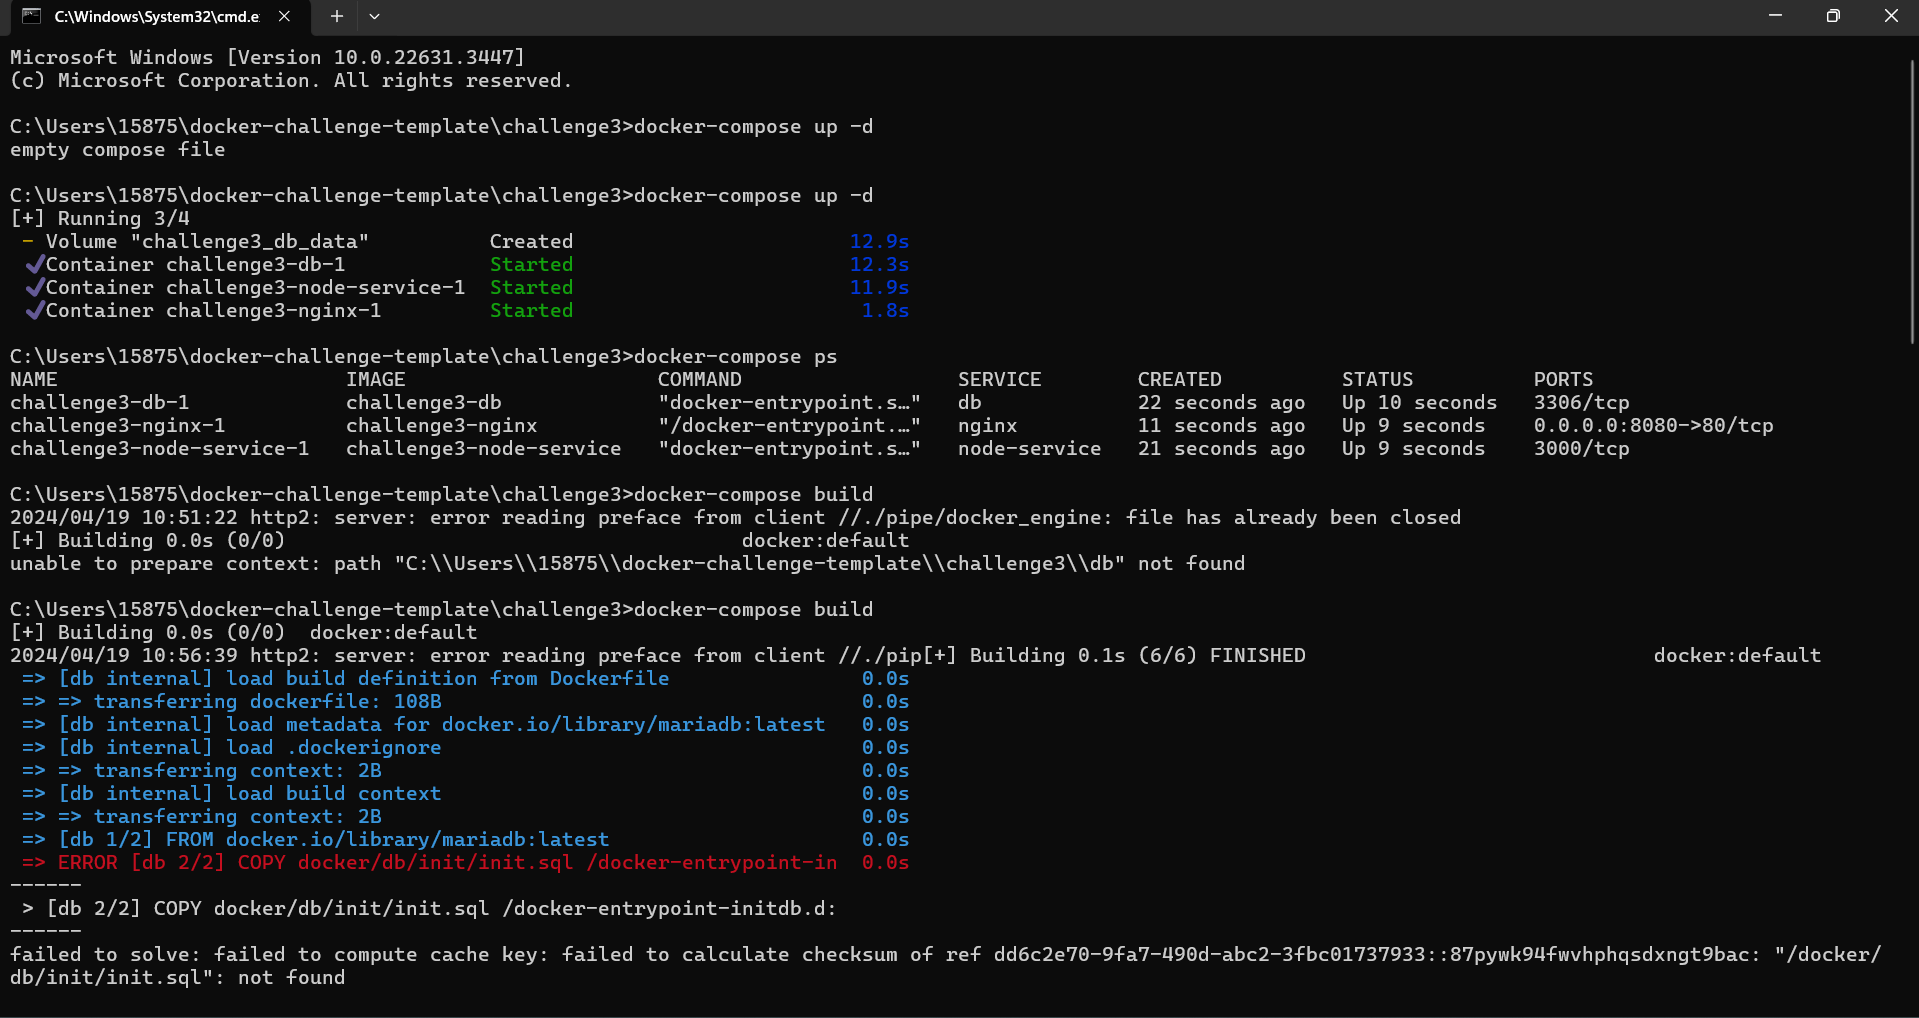 C:\Windows\System32\cmd.e
Microsoft Windows [Version 10.0.22631.3447]
(c) Microsoft Corporation. All rights reserved.
C:\Users\15875\docker-challenge-template\challenge3>docker-compose up -d
empty compose file
C:\Users\15875\docker-challenge-template\challenge3>docker-compose up -d
[+] Running 3/4
- Volume "challenge3_db_data" Created 12.9s
✔Container challenge3-db-1 Started 12.3s
✔Container challenge3-node-service-1 Started 11.9s
✔Container challenge3-nginx-1 Started 1.8s
C:\Users\15875\docker-challenge-template\challenge3>docker-compose ps
NAME IMAGE COMMAND SERVICE CREATED STATUS PORTS
challenge3-db-1 challenge3-db "docker-entrypoint.s…" db 22 seconds ago Up 10 seconds 3306/tcp
challenge3-nginx-1 challenge3-nginx "/docker-entrypoint.…" nginx 11 seconds ago Up 9 seconds 0.0.0.0:8080->80/tcp
challenge3-node-service-1 challenge3-node-service "docker-entrypoint.s…" node-service 21 seconds ago Up 9 seconds 3000/tcp
C:\Users\15875\docker-challenge-template\challenge3>docker-compose build
2024/04/19 10:51:22 http2: server: error reading preface from client //./pipe/docker_engine: file has already been closed
[+] Building 0.0s (0/0) docker:default
unable to prepare context: path "C:\\Users\\15875\\docker-challenge-template\\challenge3\\db" not found
C:\Users\15875\docker-challenge-template\challenge3>docker-compose build
[+] Building 0.0s (0/0) docker:default
2024/04/19 10:56:39 http2: server: error reading preface from client //./pip[+] Building 0.1s (6/6) FINISHED docker:default
=> [db internal] load build definition from Dockerfile 0.0s
=> => transferring dockerfile: 108B 0.0s
=> [db internal] load metadata for docker.io/library/mariadb:latest 0.0s
=> [db internal] load .dockerignore 0.0s
=> => transferring context: 2B 0.0s
=> [db internal] load build context 0.0s
=> => transferring context: 2B 0.0s
=> [db 1/2] FROM docker.io/library/mariadb:latest 0.0s
=> ERROR [db 2/2] COPY docker/db/init/init.sql /docker-entrypoint-in 0.0s
------
> [db 2/2] COPY docker/db/init/init.sql /docker-entrypoint-initdb.d:
------
failed to solve: failed to compute cache key: failed to calculate checksum of ref dd6c2e70-9fa7-490d-abc2-3fbc01737933::87pywk94fwvhphqsdxngt9bac: "/docker/
db/init/init.sql": not found